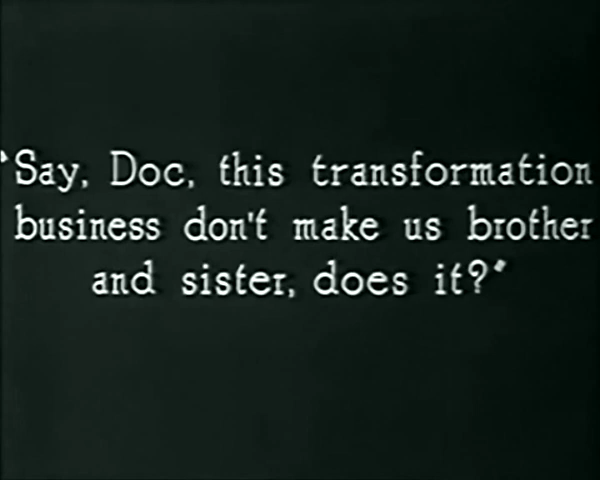 "Say, Doc, this transformation
business don't make us brother
and sister, does it?"